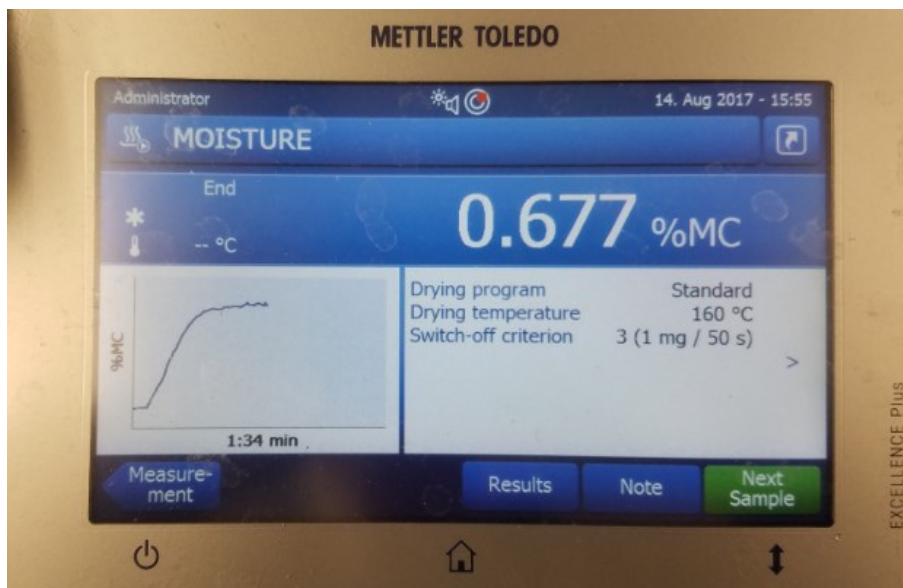 METTLER TOLEDO
Administrator
14. Aug 2017 - 15:55
MOISTURE
End
0.677 %MC
-- °C
Drying program Standard
Drying temperature 160 °C
Switch-off criterion 3 (1 mg / 50 s)
>
%MC
1:34 min
Measure-
ment
Results
Note
Next
Sample
EXCELLENCE Plus